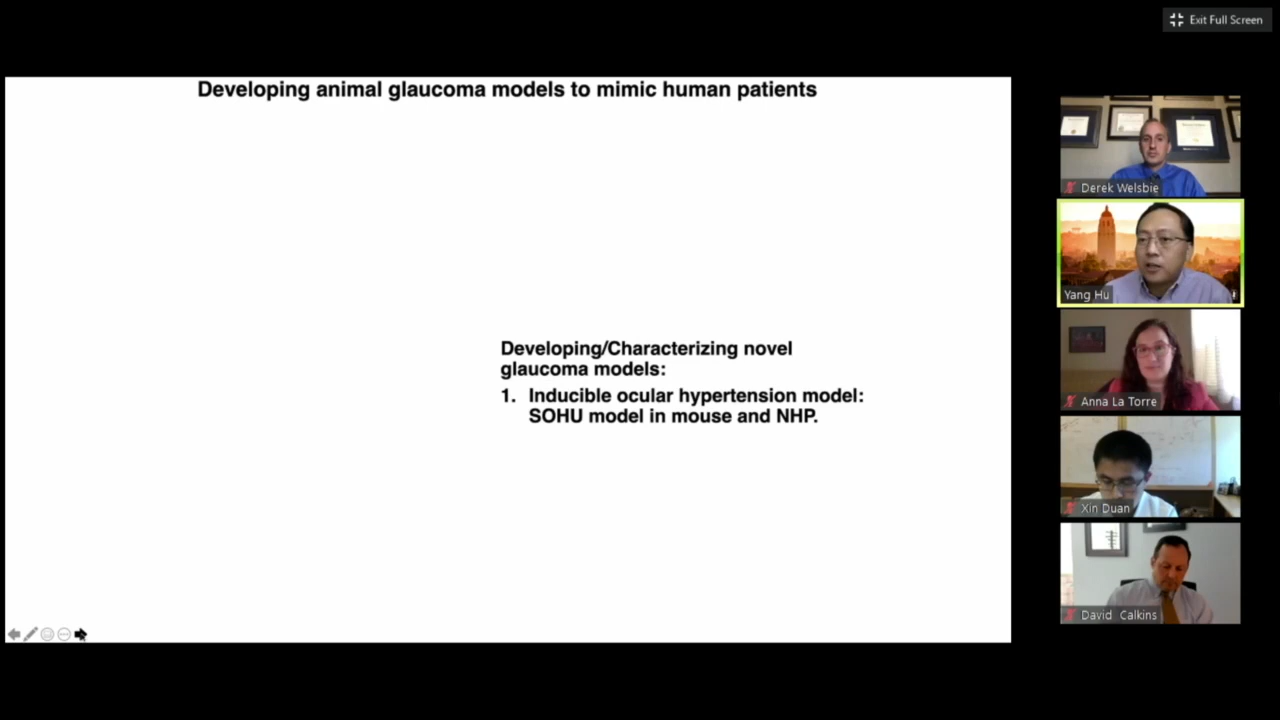 Exit Full Screen
Developing animal glaucoma models to mimic human patients
Developing/Characterizing novel
glaucoma models:
1. Inducible ocular hypertension model:
SOHU model in mouse and NHP.
Derek Welsbie
Yang Hu
Anna La Torre
Xin Duan
David Calkins